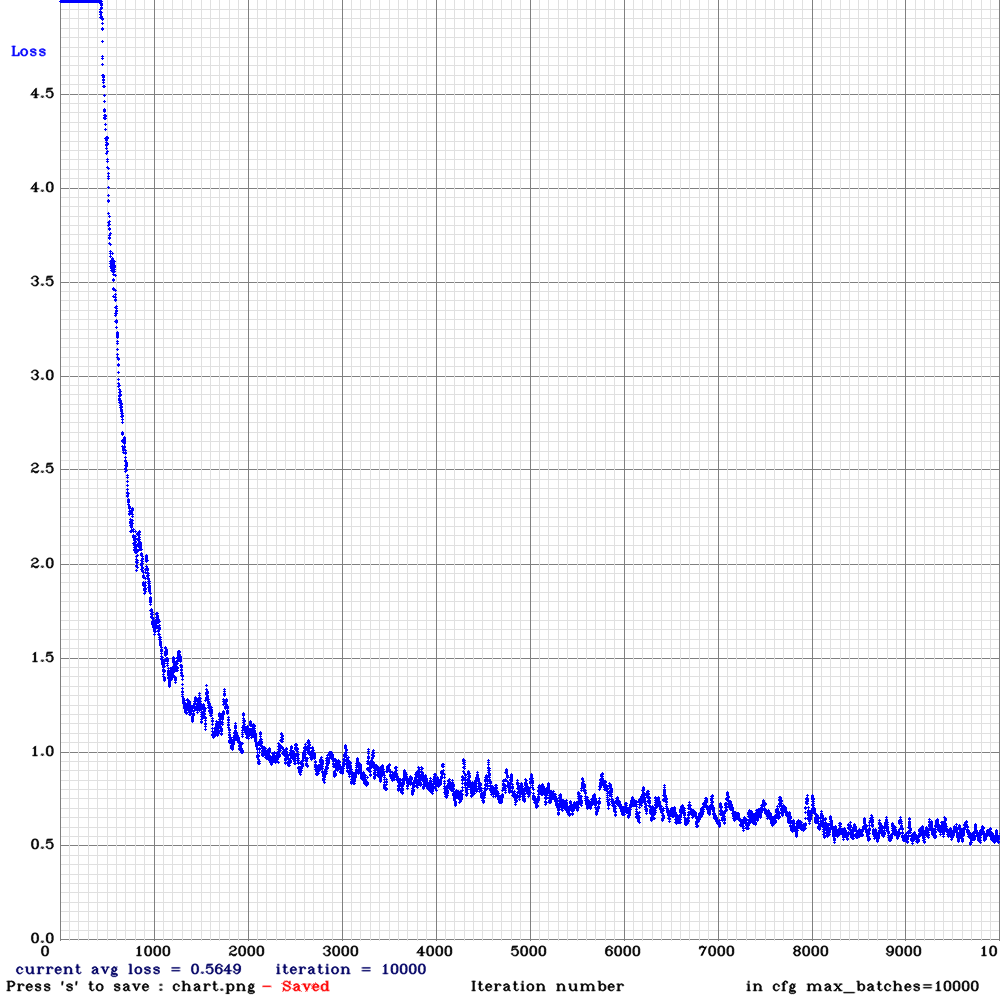 Loss
4.5
4.0
3.5
3.0
2.5
2.0
1.5
1.0
0.5
0.0
0 1000 2000 3000 4000 5000 6000 7000 8000 9000 10
current avg loss = 0.5649 iteration = 10000
Press 's' to save : chart.png - Saved Iteration number in cfg max_batches=10000